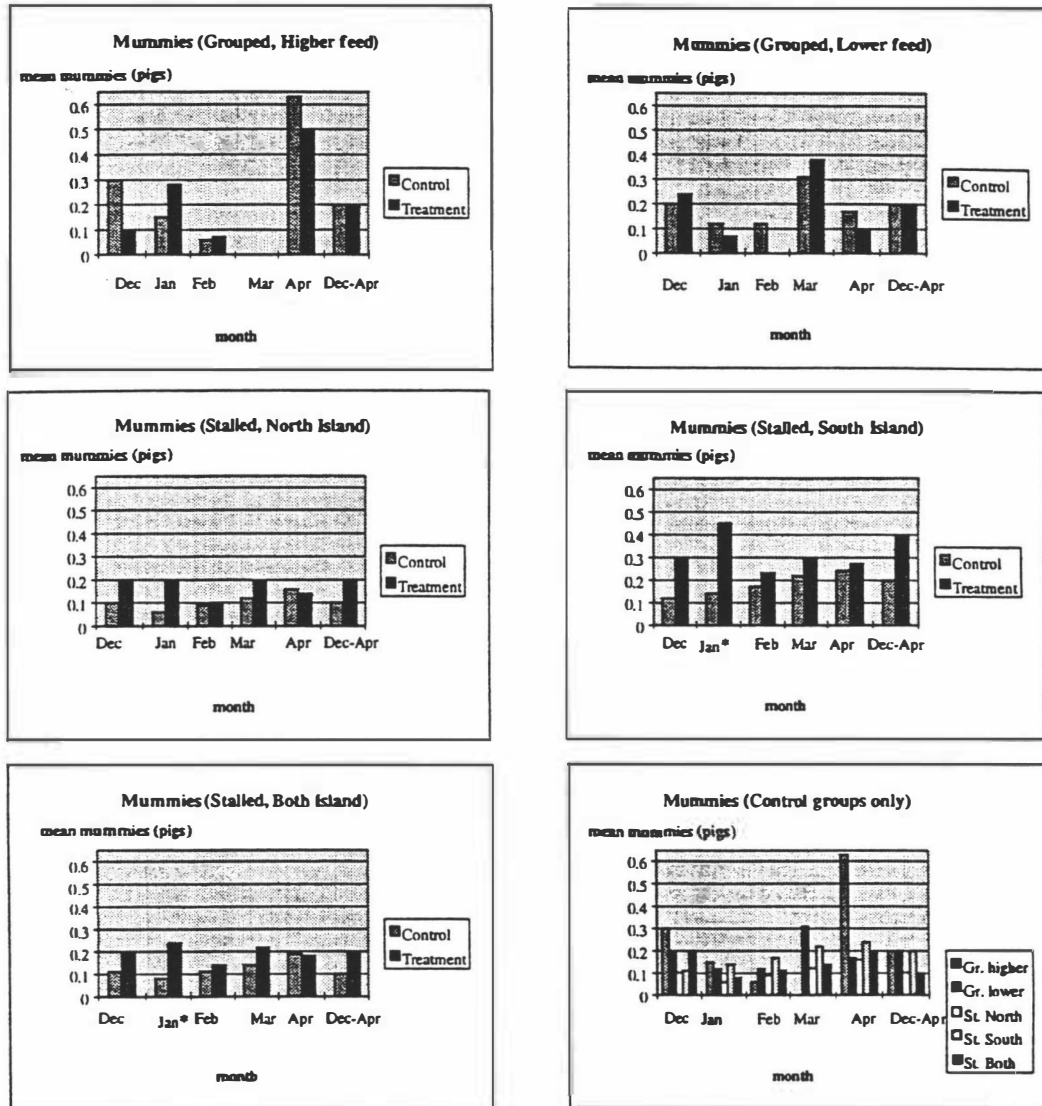 Mummies (Grouped, Higher feed)
mean mummies (pigs)
0.6
0.5
0.4
0.3
0.2
0.1
0
Dec Jan Feb Mar Apr Dec-Apr
month
Control
Treatment
Mummies (Grouped, Lower feed)
mean mummies (pigs)
0.6
0.5
0.4
0.3
0.2
0.1
0
Dec Jan Feb Mar Apr Dec-Apr
month
Control
Treatment
Mummies (Stalled, North Island)
mean mummies (pigs)
0.6
0.5
0.4
0.3
0.2
0.1
0
Dec Jan Feb Mar Apr Dec-Apr
month
Control
Treatment
Mummies (Stalled, South Island)
mean mummies (pigs)
0.6
0.5
0.4
0.3
0.2
0.1
0
Dec Jan* Feb Mar Apr Dec-Apr
month
Control
Treatment
Mummies (Stalled, Both Island)
mean mummies (pigs)
0.6
0.5
0.4
0.3
0.2
0.1
0
Dec Jan* Feb Mar Apr Dec-Apr
month
Control
Treatment
Mummies (Control groups only)
mean mummies (pigs)
0.6
0.5
0.4
0.3
0.2
0.1
0
Dec Jan Feb Mar Apr Dec-Apr
month
Gr. higher
Gr. lower
St. North
St. South
St. Both